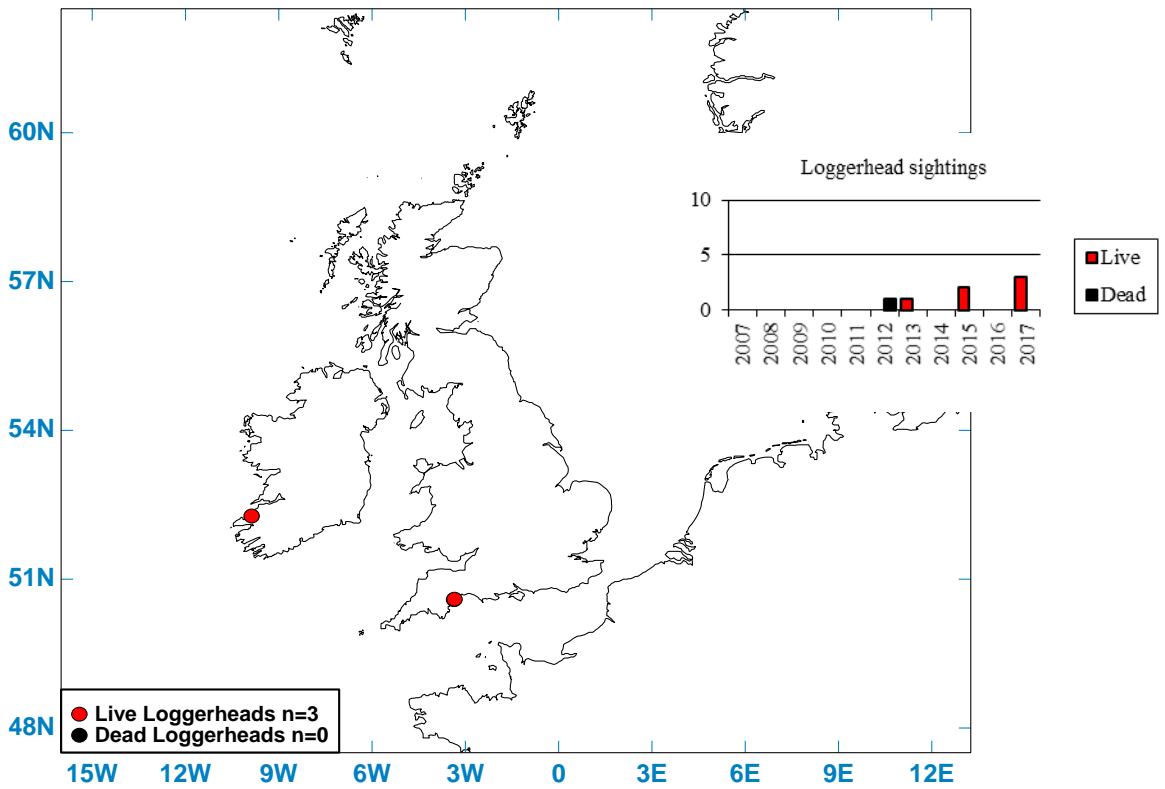 60N
57N
54N
51N
48N
Loggerhead sightings
10
5
0
2007
2008
2009
2010
2011
2012
2013
2014
2015
2016
2017
Live
Dead
Live Loggerheads n=3
Dead Loggerheads n=0
15W 12W 9W 6W 3W 0 3E 6E 9E 12E